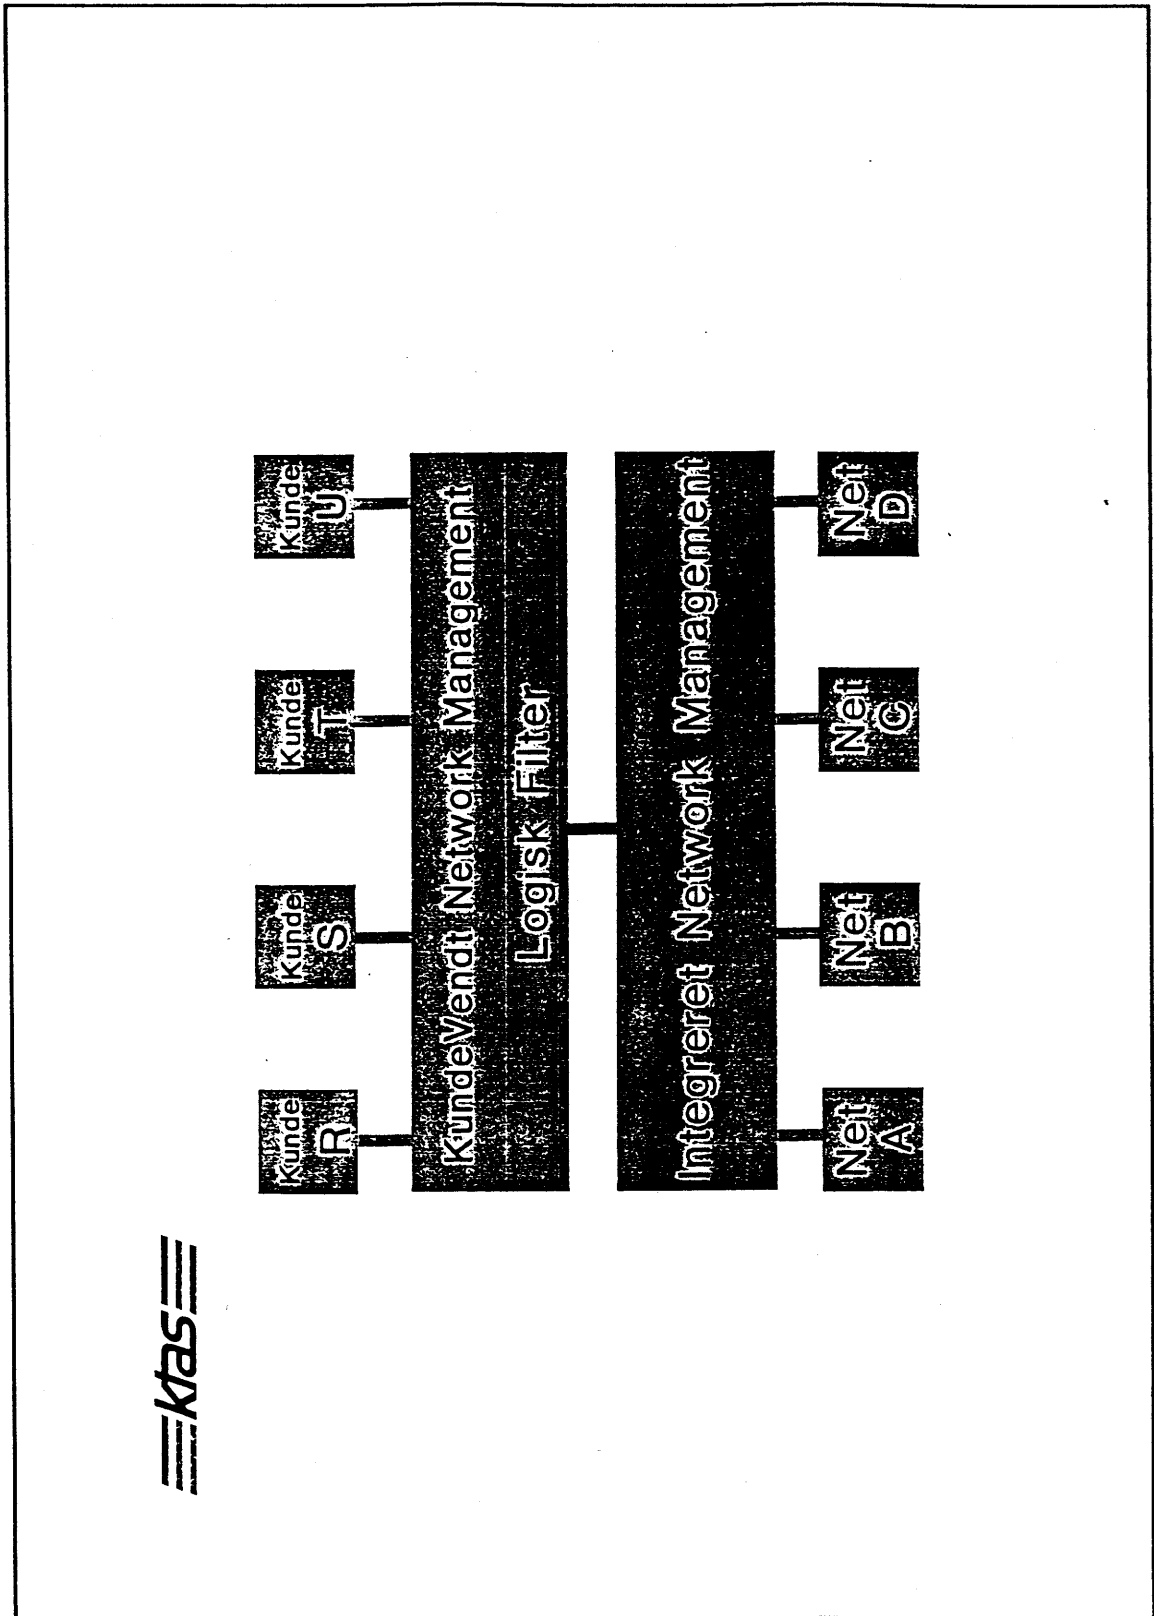 ktas
Kunde
R
Kunde
S
Kunde
T
Kunde
U
KundeVendt Network Management
Logisk Filter
Integreret Network Management
Net
A
Net
B
Net
C
Net
D